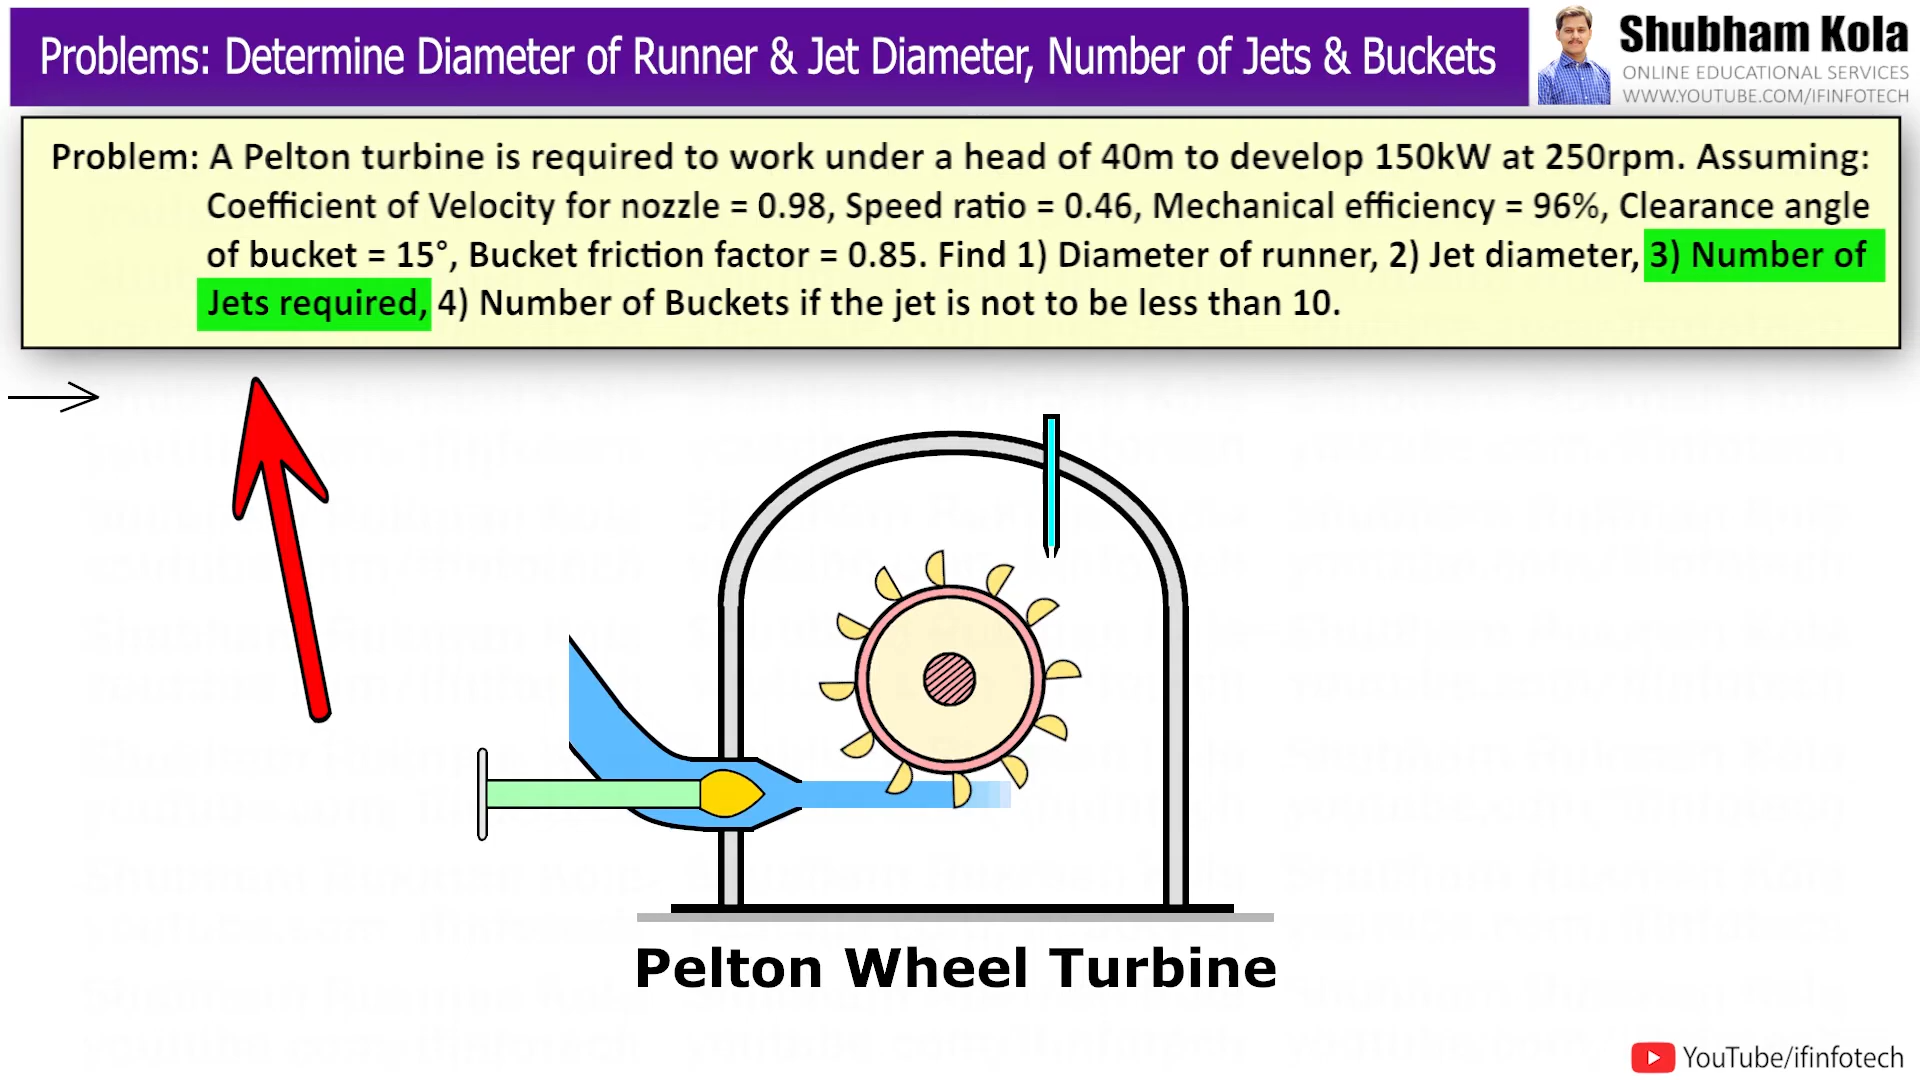 Problems: Determine Diameter of Runner & Jet Diameter, Number of Jets & Buckets
Shubham Kola
ONLINE EDUCATIONAL SERVICES
WWW.YOUTUBE.COM/IFINFOTECH
Problem: A Pelton turbine is required to work under a head of 40m to develop 150kW at 250rpm. Assuming:
Coefficient of Velocity for nozzle = 0.98, Speed ratio = 0.46, Mechanical efficiency = 96%, Clearance angle
of bucket = 15°, Bucket friction factor = 0.85. Find 1) Diameter of runner, 2) Jet diameter, 3) Number of
Jets required, 4) Number of Buckets if the jet is not to be less than 10.
Pelton Wheel Turbine
YouTube/ifinfotech